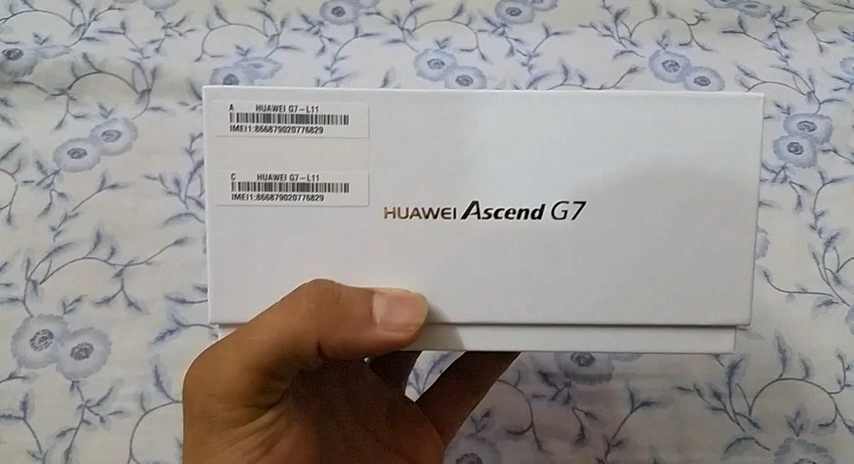 A HUAWEI G7-L11
IMEI1:866879020776829
C HUAWEI G7-L11
IMEI1:866879020776829
HUAWEI Ascend G7